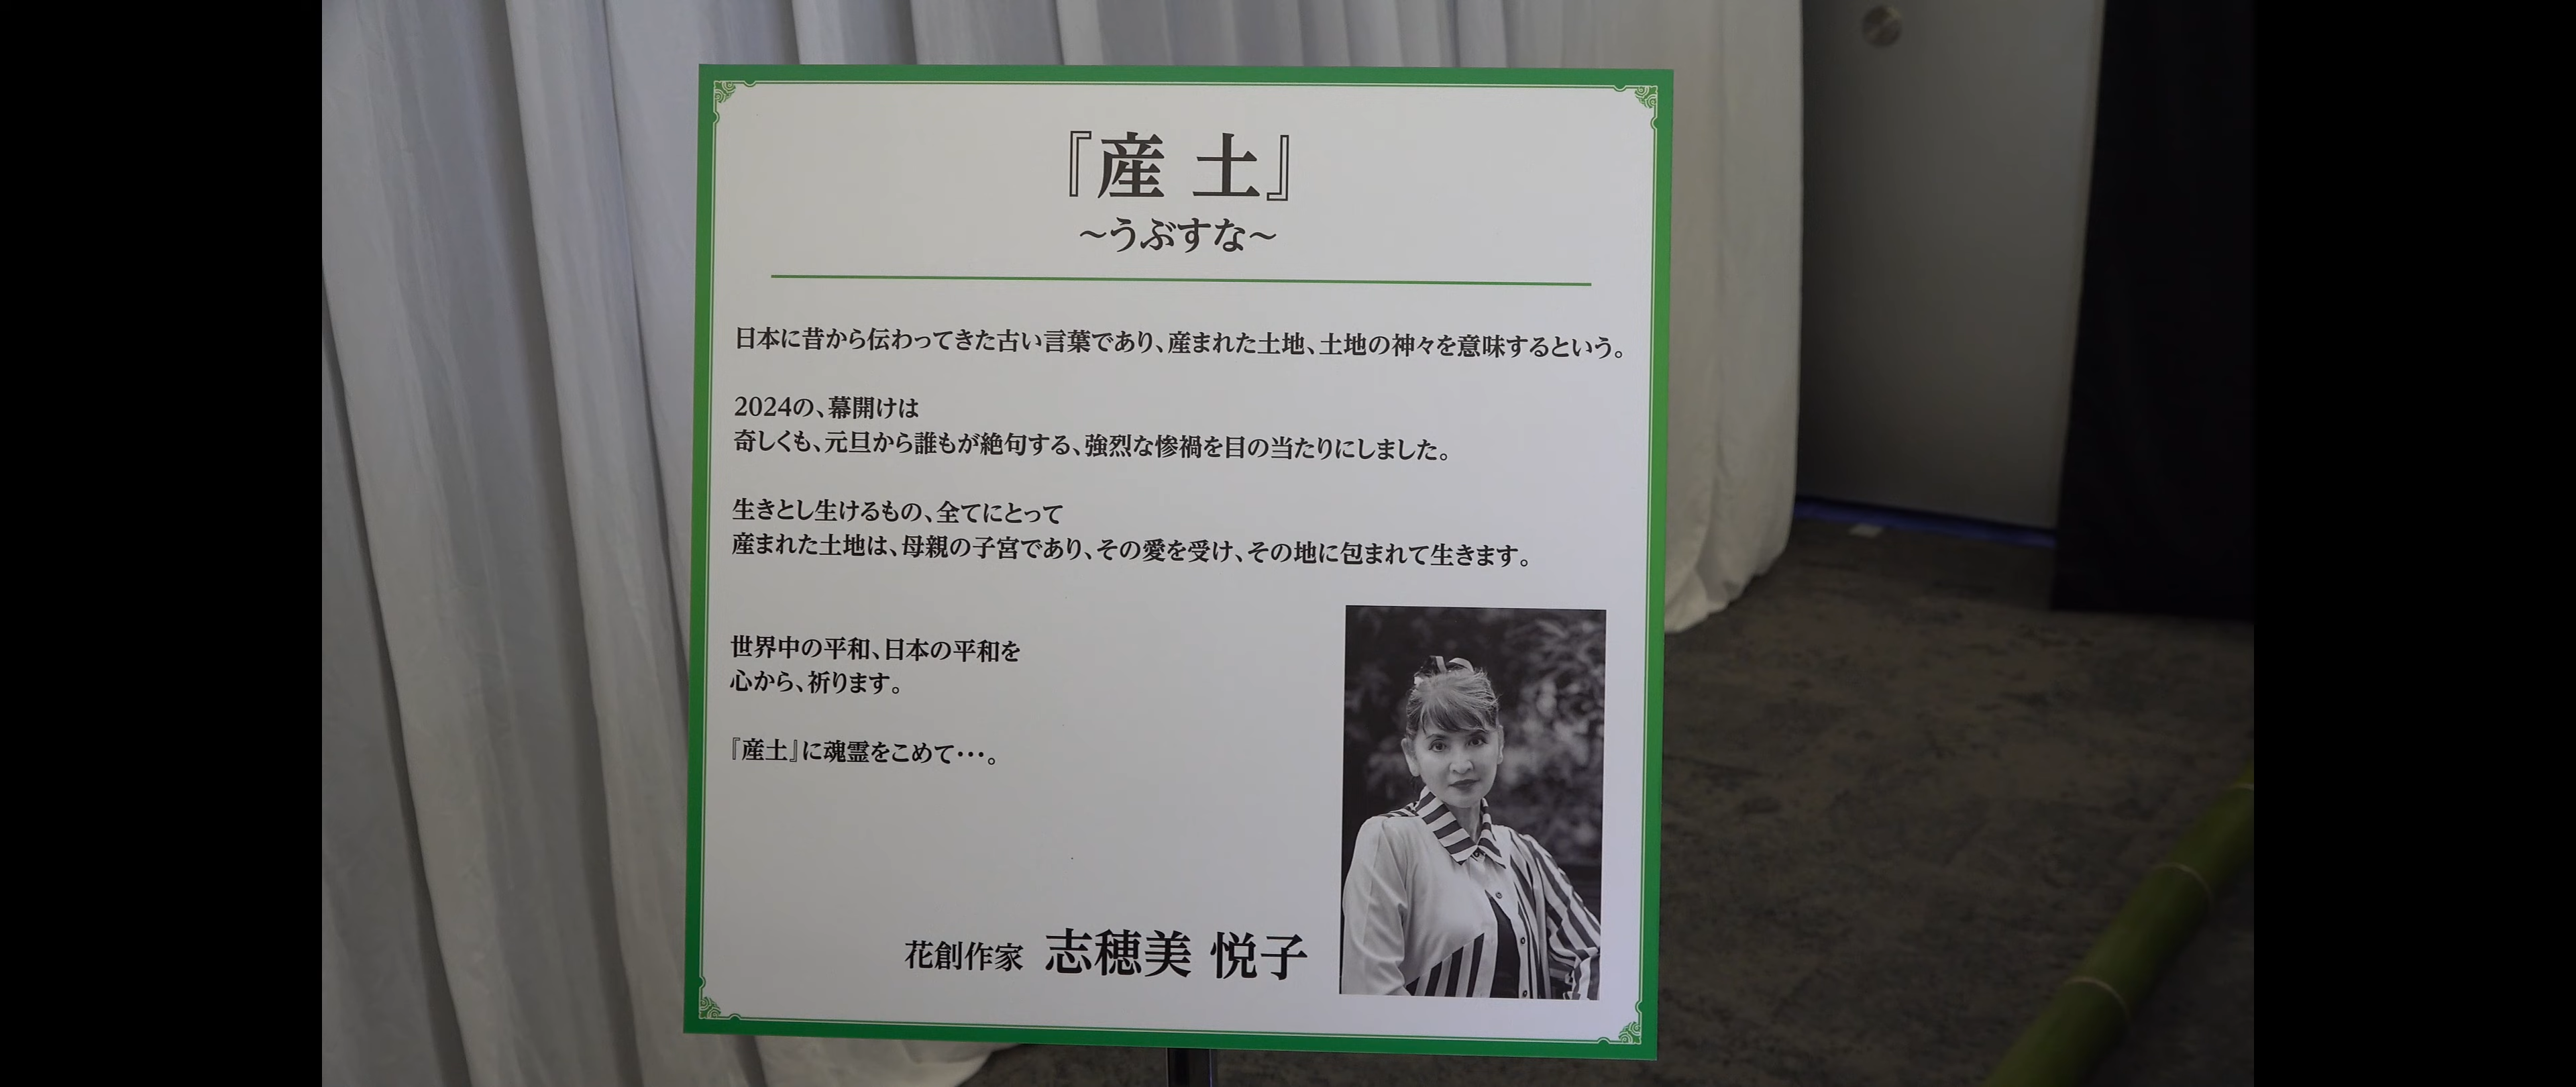 『産 土』
～うぶすな～
日本に昔から伝わってきた古い言葉であり、産まれた土地、土地の神々を意味するという。
2024の、幕開けは
奇しくも、元旦から誰もが絶句する、強烈な惨禍を目の当たりにしました。
生きとし生けるもの、全てにとって
産まれた土地は、母親の子宮であり、その愛を受け、その地に包まれて生きます。
世界中の平和、日本の平和を
心から、祈ります。
『産土』に魂霊をこめて･･･。
花創作家 志穂美 悦子